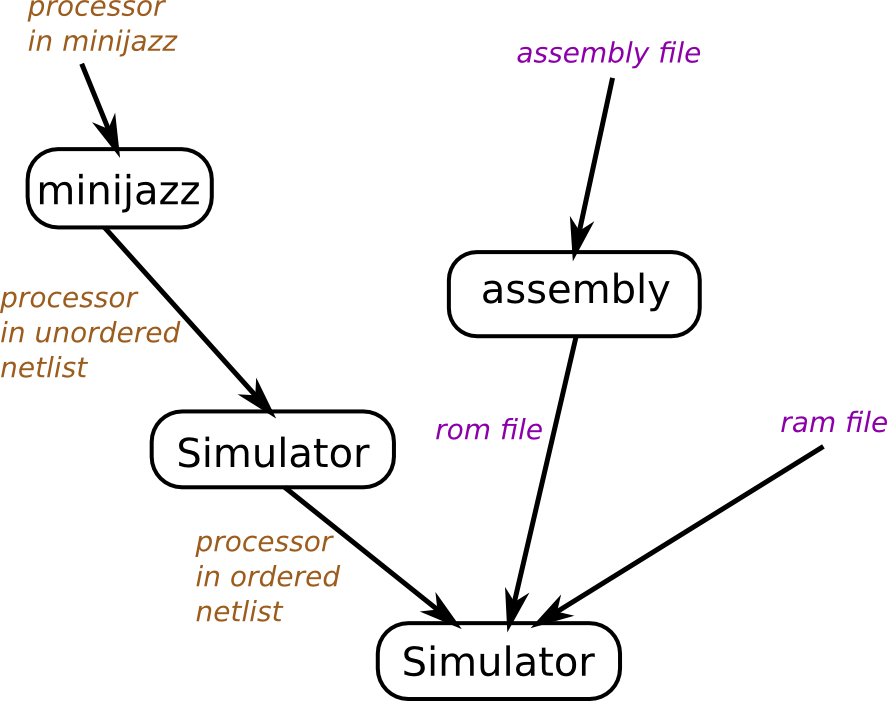 processor
in minijazz
assembly file
minijazz
assembly
processor
in unordered
netlist
rom file
ram file
Simulator
processor
in ordered
netlist
Simulator